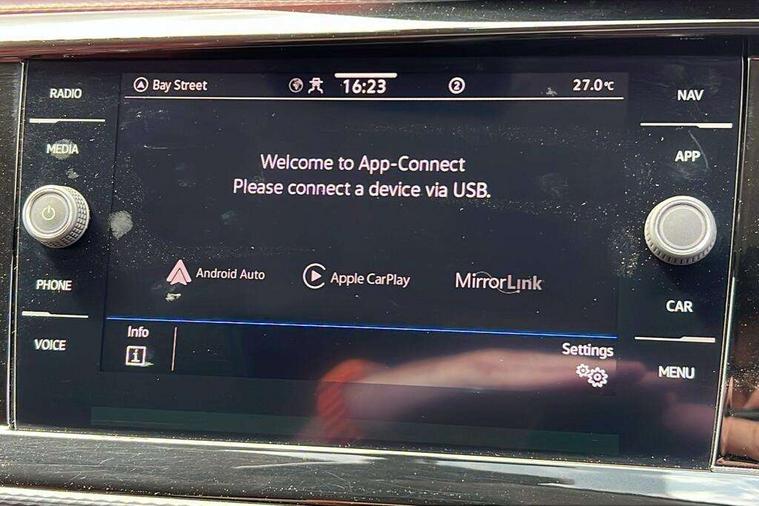 RADIO
MEDIA
PHONE
VOICE
Bay Street
16:23
2
27.0°C
Welcome to App-Connect
Please connect a device via USB.
Android Auto
Apple CarPlay
MirrorLink
Info
i
Settings
NAV
APP
CAR
MENU